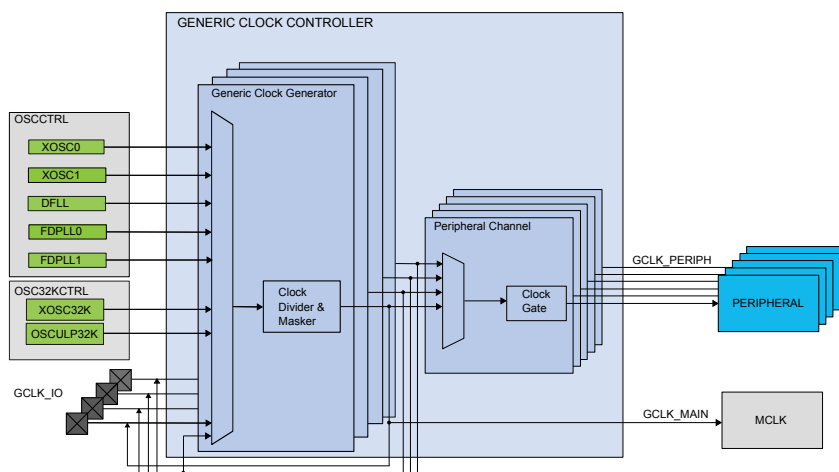 GENERIC CLOCK CONTROLLER
Generic Clock Generator
OSCCTRL
XOSC0
XOSC1
DFLL
FDPLL0
FDPLL1
OSC32KCTRL
XOSC32K
OSCULP32K
GCLK_IO
Clock
Divider &
Masker
Peripheral Channel
Clock
Gate
GCLK_PERIPH
PERIPHERAL
GCLK_MAIN
MCLK